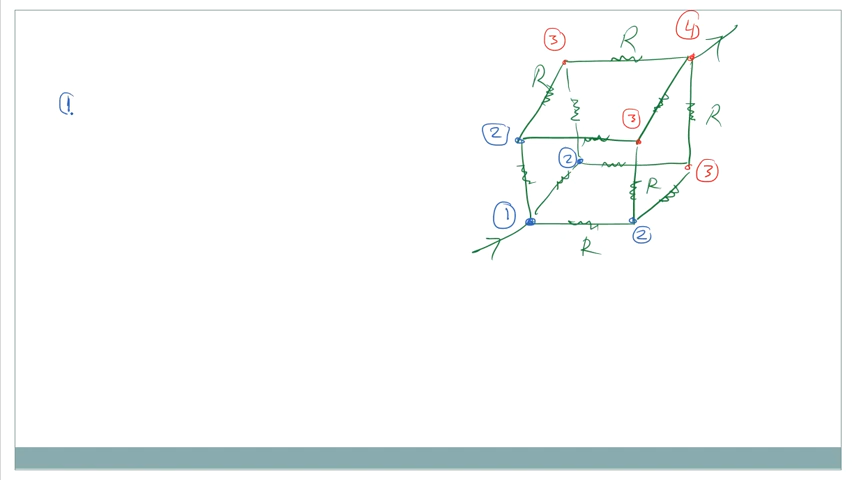 ④
③
R
R
①
③
R
②
②
③
R
①
②
R